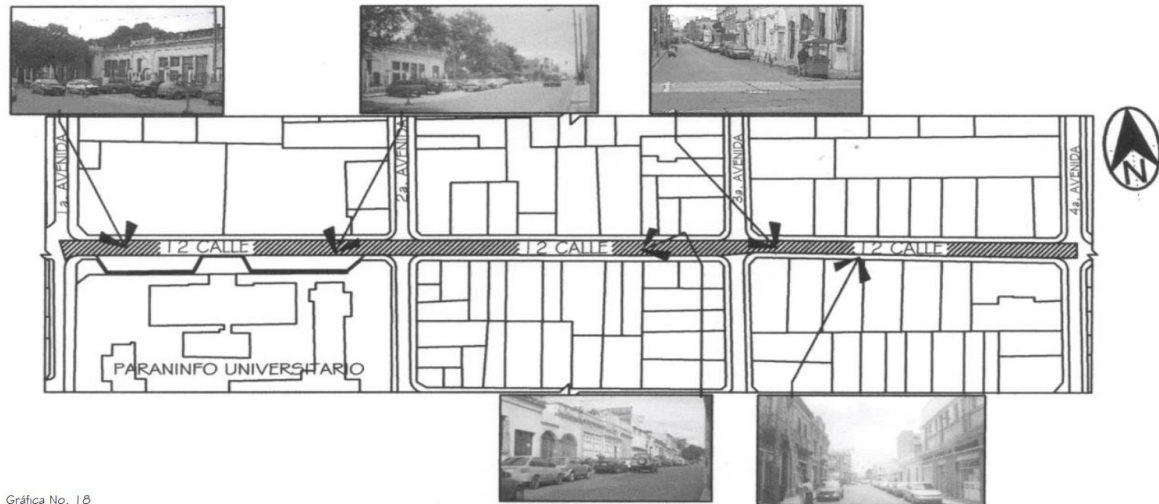 1a. AVENIDA
2a. AVENIDA
3a. AVENIDA
4a. AVENIDA
N
12 CALLE
12 CALLE
12 CALLE
PARANINFO UNIVERSITARIO
Gráfica No. 18